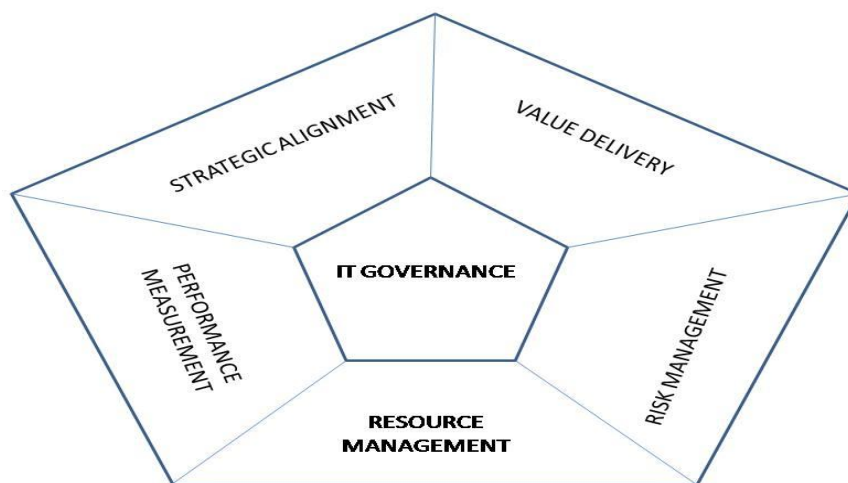 STRATEGIC ALIGNMENT
VALUE DELIVERY
IT GOVERNANCE
PERFORMANCE
MEASUREMENT
RISK MANAGEMENT
RESOURCE
MANAGEMENT